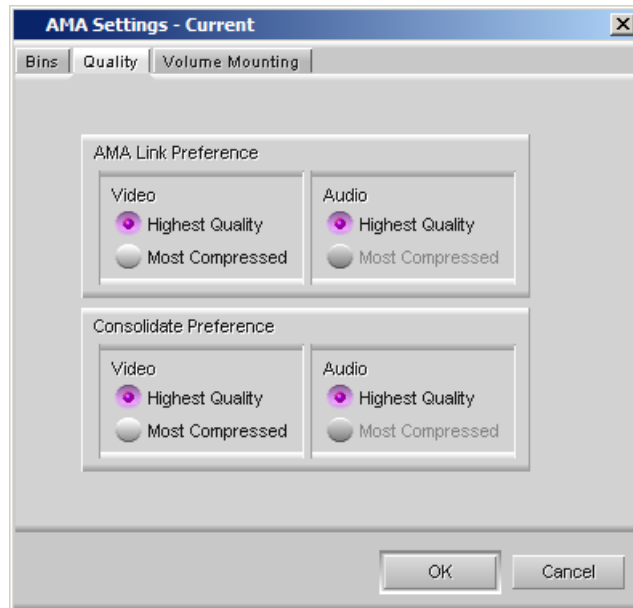 AMA Settings - Current
Bins Quality Volume Mounting
AMA Link Preference
Video Audio
Highest Quality Highest Quality
Most Compressed Most Compressed
Consolidate Preference
Video Audio
Highest Quality Highest Quality
Most Compressed Most Compressed
OK Cancel